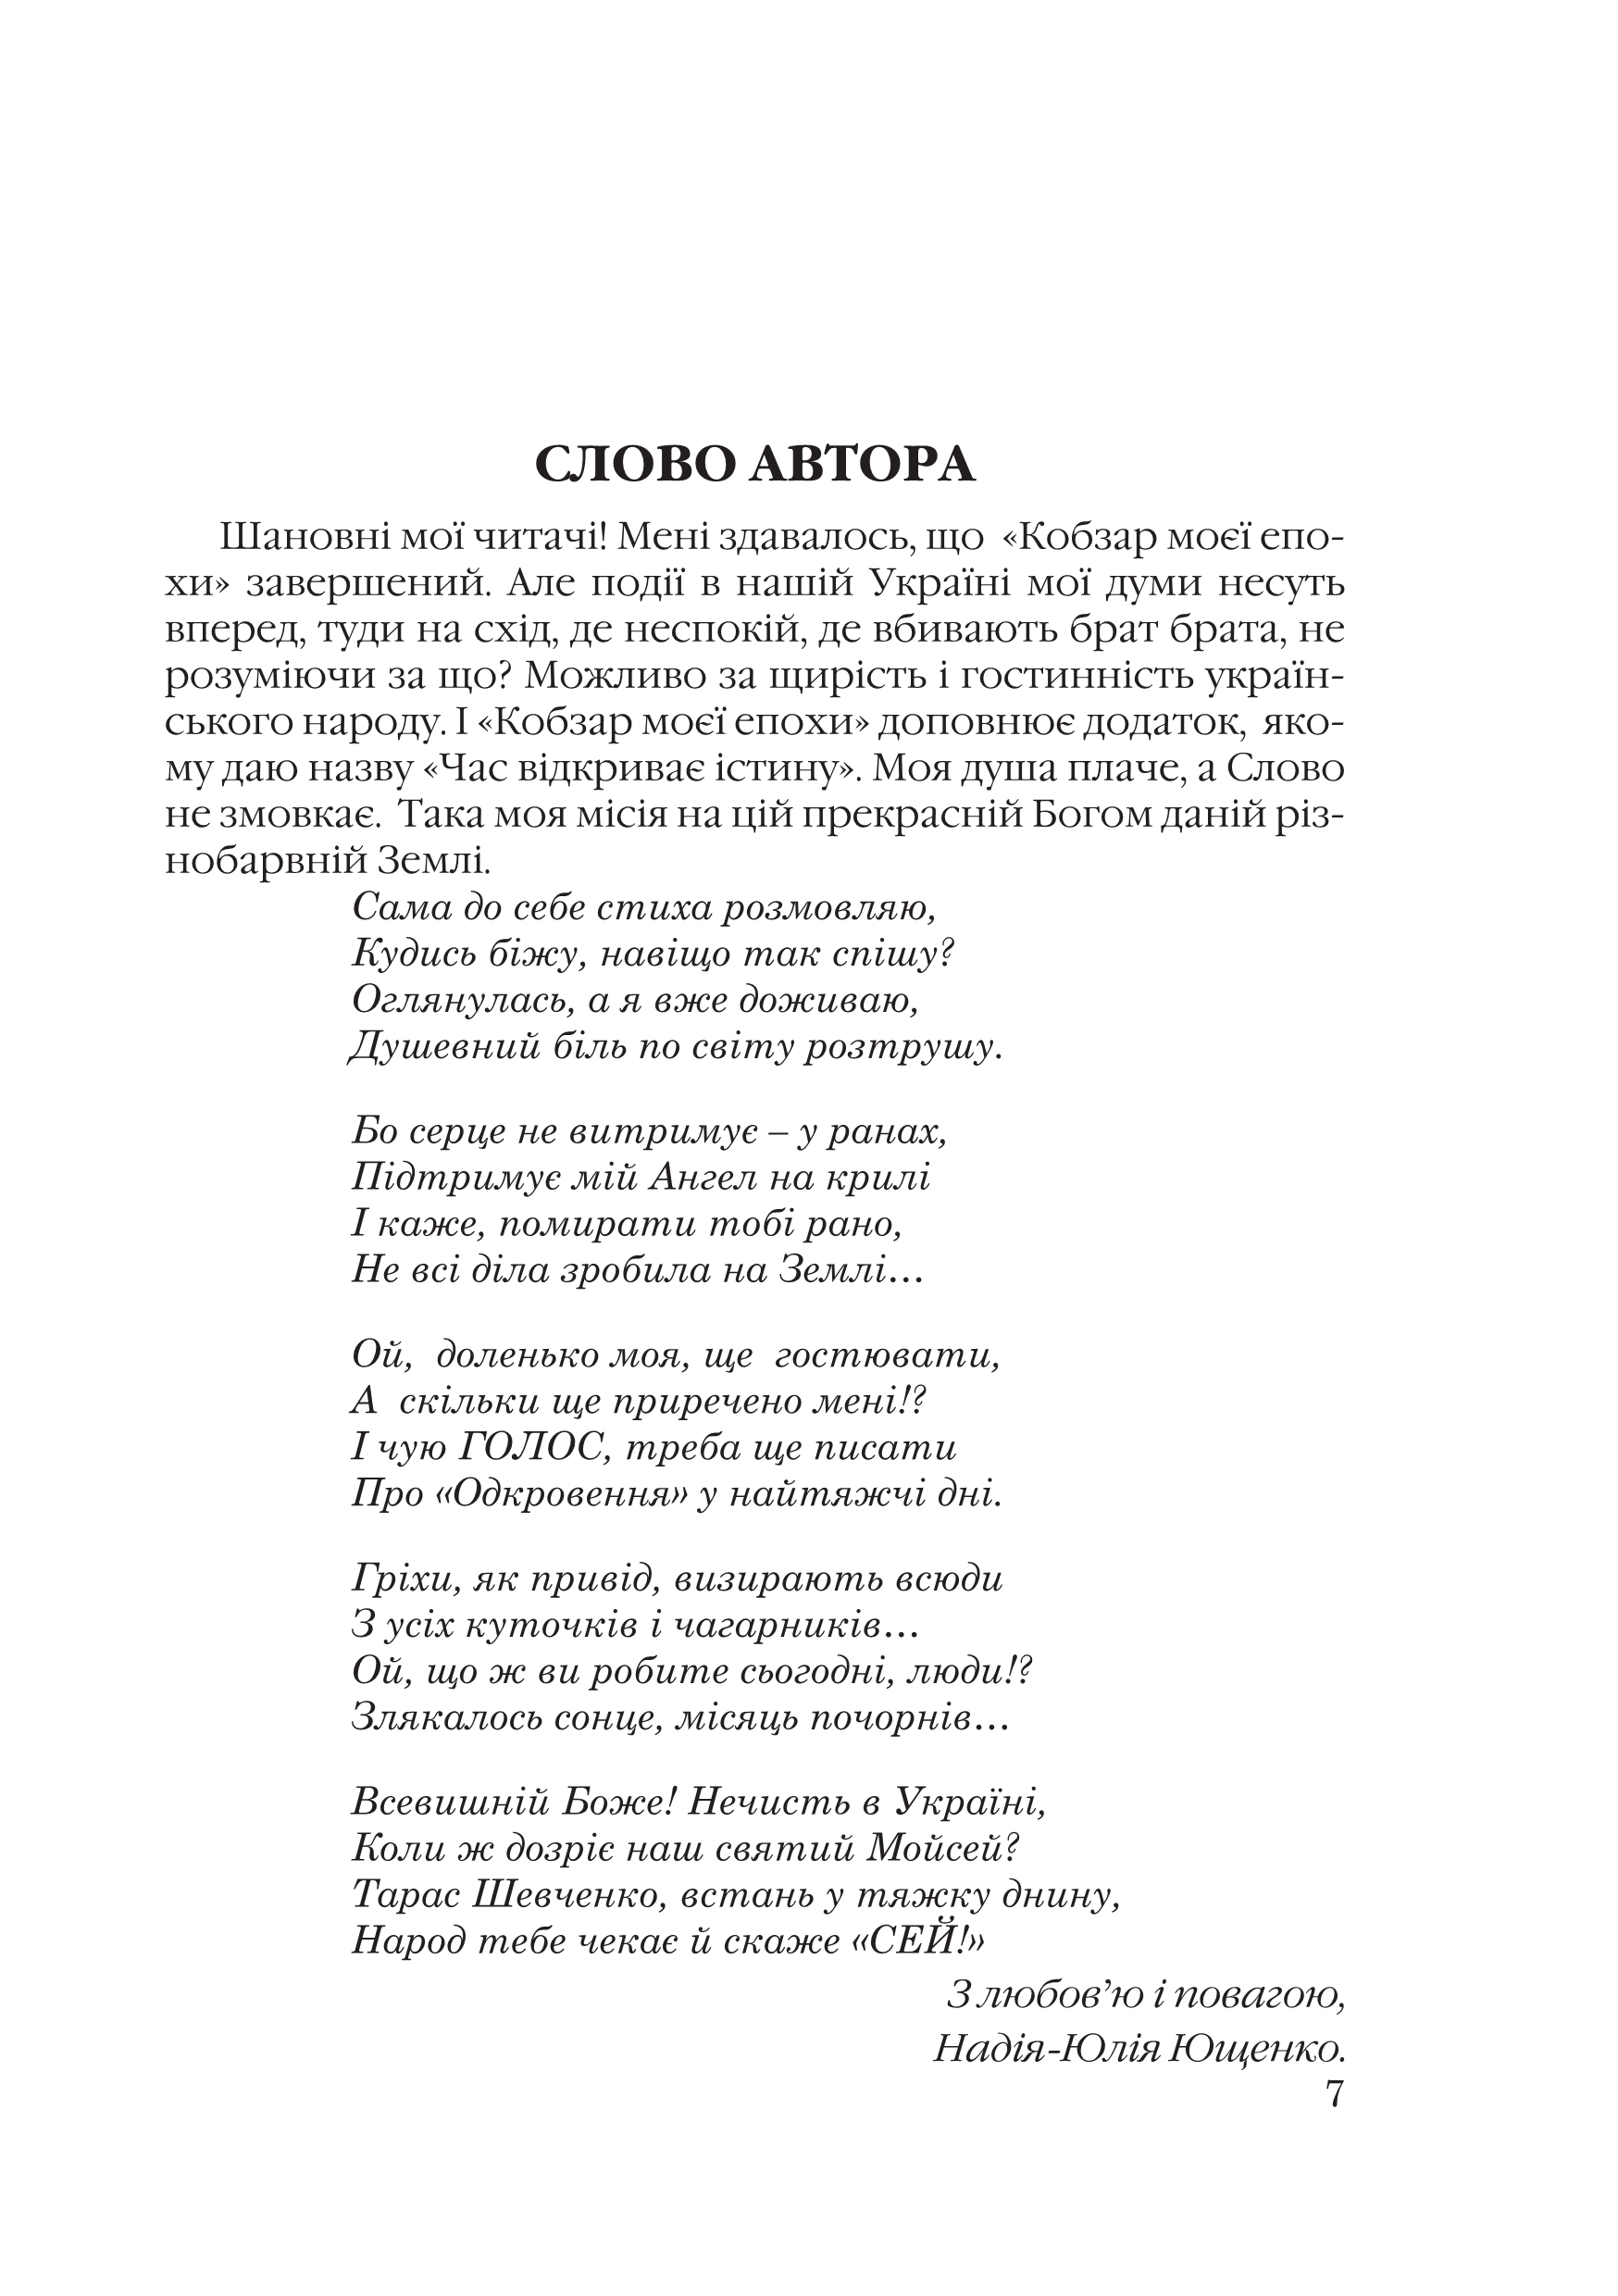 СЛОВО АВТОРА
Шановні мої читачі! Мені здавалось, що «Кобзар моєї епо-
хи» завершений. Але події в нашій Україні мої думи несуть
вперед, туди на схід, де неспокій, де вбивають брат брата, не
розуміючи за що? Можливо за щирість і гостинність україн-
ського народу. І «Кобзар моєї епохи» доповнює додаток, яко-
му даю назву «Час відкриває істину». Моя душа плаче, а Слово
не змовкає. Така моя місія на цій прекрасній Богом даній різ-
нобарвній Землі.
Сама до себе стиха розмовляю,
Кудись біжу, навіщо так спішу?
Оглянулась, а я вже доживаю,
Душевний біль по світу розтрушу.
Бо серце не витримує – у ранах,
Підтримує мій Ангел на крилі
І каже, помирати тобі рано,
Не всі діла зробила на Землі...
Ой, доленько моя, ще гостювати,
А скільки ще приречено мені!?
І чую ГОЛОС, треба ще писати
Про «Одкровення» у найтяжчі дні.
Гріхи, як привід, визирають всюди
З усіх куточків і чагарників...
Ой, що ж ви робите сьогодні, люди!?
Злякалось сонце, місяць почорнів...
Всевишній Боже! Нечисть в Україні,
Коли ж дозріє наш святий Мойсей?
Тарас Шевченко, встань у тяжку днину,
Народ тебе чекає й скаже «СЕЙ!»
З любов’ю і повагою,
Надія-Юлія Ющенко.
7